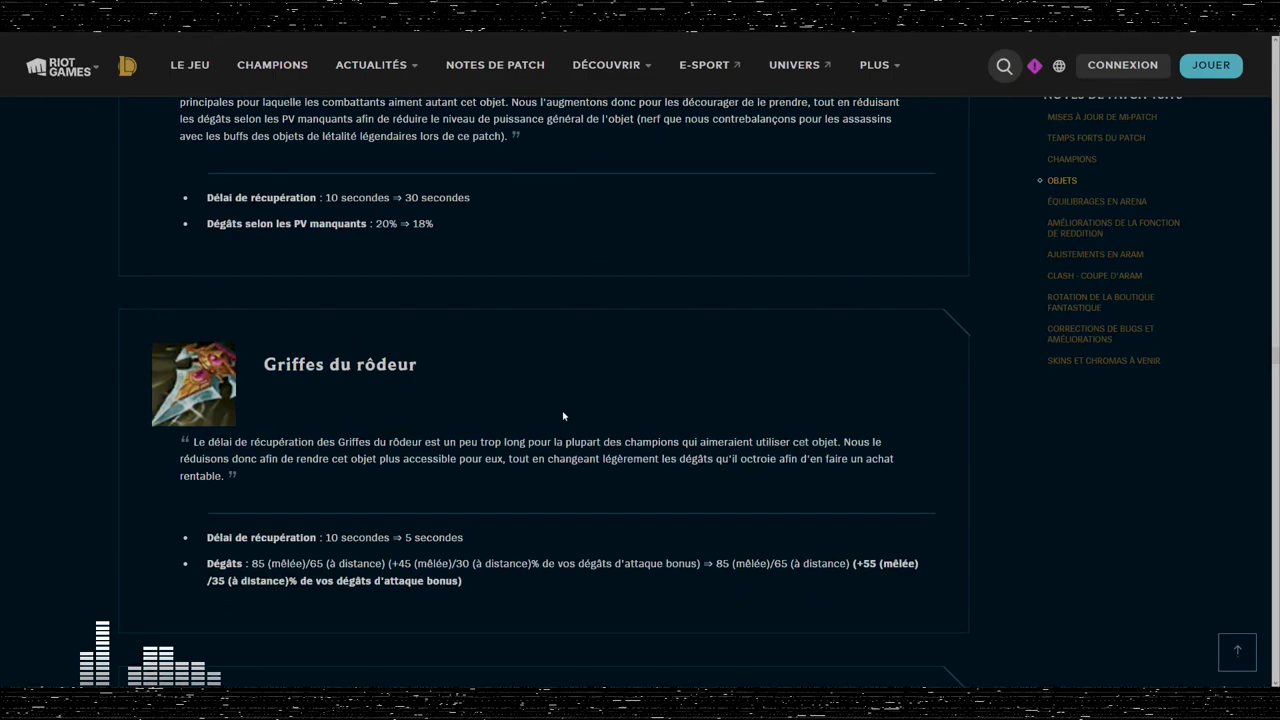 RIOT GAMES
LE JEU
CHAMPIONS
ACTUALITÉS
NOTES DE PATCH
DÉCOUVRIR
E-SPORT
UNIVERS
PLUS
CONNEXION
JOUER
principales pour laquelle les combattants aiment autant cet objet. Nous l'augmentons donc pour les décourager de le prendre, tout en réduisant
les dégâts selon les PV manquants afin de réduire le niveau de puissance général de l'objet (nerf que nous contrebalançons pour les assassins
avec les buffs des objets de létalité légendaires lors de ce patch). ”
• Délai de récupération : 10 secondes ⇒ 30 secondes
• Dégâts selon les PV manquants : 20% ⇒ 18%
Griffes du rôdeur
“ Le délai de récupération des Griffes du rôdeur est un peu trop long pour la plupart des champions qui aimeraient utiliser cet objet. Nous le
réduisons donc afin de rendre cet objet plus accessible pour eux, tout en changeant légèrement les dégâts qu'il octroie afin d'en faire un achat
rentable. ”
• Délai de récupération : 10 secondes ⇒ 5 secondes
• Dégâts : 85 (mêlée)/65 (à distance) (+45 (mêlée)/30 (à distance)% de vos dégâts d'attaque bonus) ⇒ 85 (mêlée)/65 (à distance) (+55 (mêlée)
/35 (à distance)% de vos dégâts d'attaque bonus)
MISES À JOUR DE MI-PATCH
TEMPS FORTS DU PATCH
CHAMPIONS
OBJETS
ÉQUILIBRAGES EN ARENA
AMÉLIORATIONS DE LA FONCTION
DE REDDITION
AJUSTEMENTS EN ARAM
CLASH - COUPE D'ARAM
ROTATION DE LA BOUTIQUE
FANTASTIQUE
CORRECTIONS DE BUGS ET
AMÉLIORATIONS
SKINS ET CHROMAS À VENIR